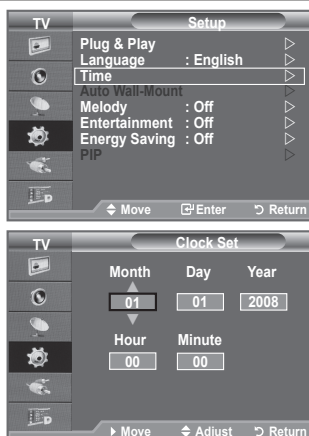 TV Setup
Plug & Play
Language : English
Time
Auto Wall-Mount
Melody : Off
Entertainment : Off
Energy Saving : Off
PIP
Move Enter Return
TV Clock Set
Month Day Year
01 01 2008
Hour Minute
00 00
Move Adjust Return